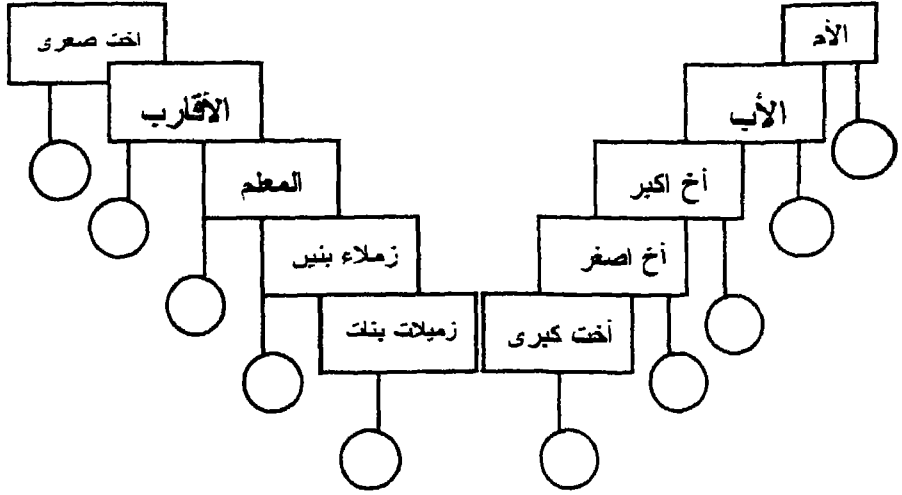 الأم
الأب
أخ اكبر
أخ اصغر
أخت كبرى
اخت صغرى
الأقارب
المعلم
زملاء بنين
زميلات بنات